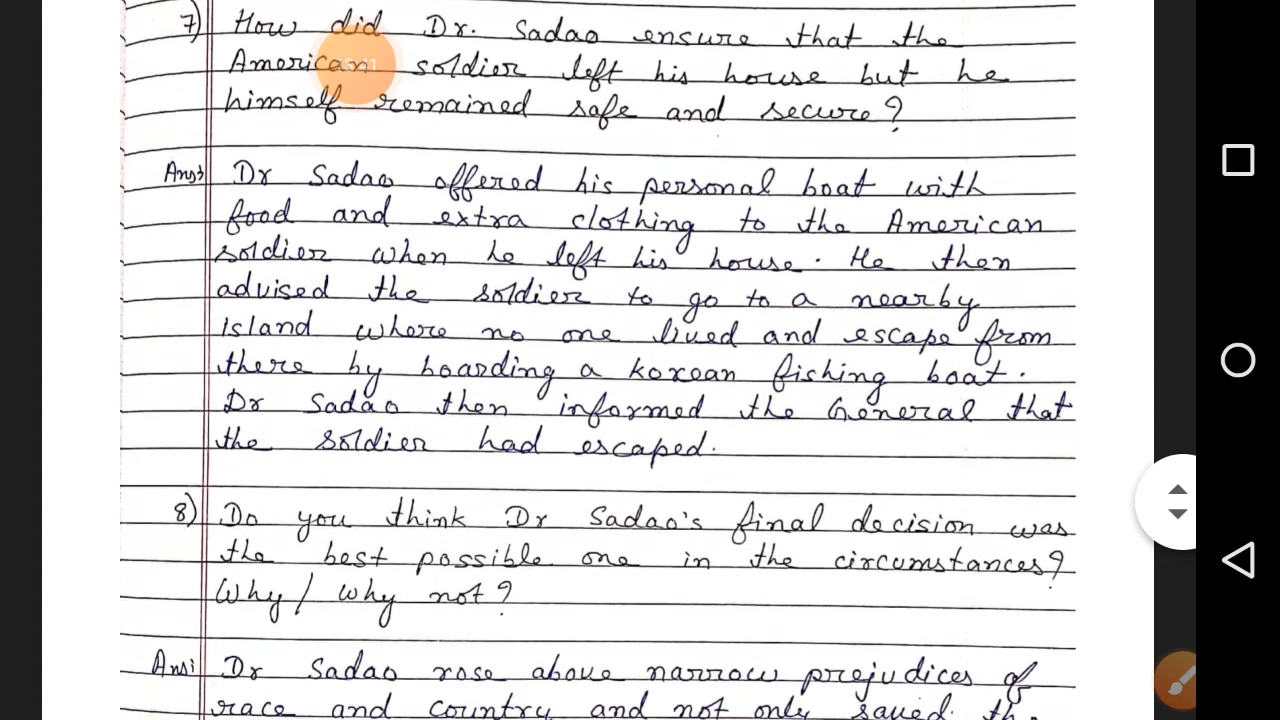 7) How did Dr. Sadao ensure that the
American soldier left his house but he
himself remained safe and secure?
Ans: Dr Sadao offered his personal boat with
food and extra clothing to the American
soldier when he left his house. He then
advised the soldier to go to a nearby
island where no one lived and escape from
there by boarding a korean fishing boat.
Dr Sadao then informed the General that
the soldier had escaped.
8) Do you think Dr Sadao's final decision was
the best possible one in the circumstances?
Why / Why not?
Ans: Dr Sadao rose above narrow prejudices of
race and country and not only saved